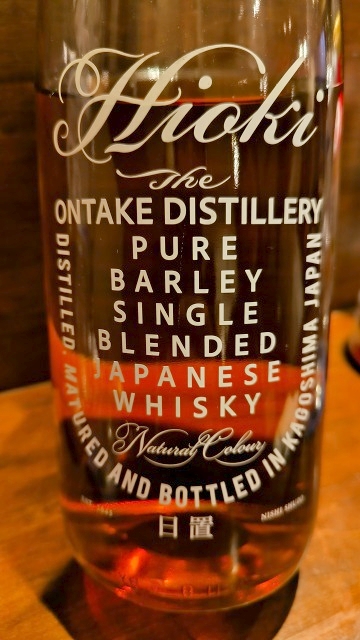 Hioki
The
ONTAKE DISTILLERY
PURE
BARLEY
SINGLE
BLENDED
JAPANESE
WHISKY
Natural Colour
DISTILLED, MATURED AND BOTTLED IN KAGOSHIMA JAPAN
日置